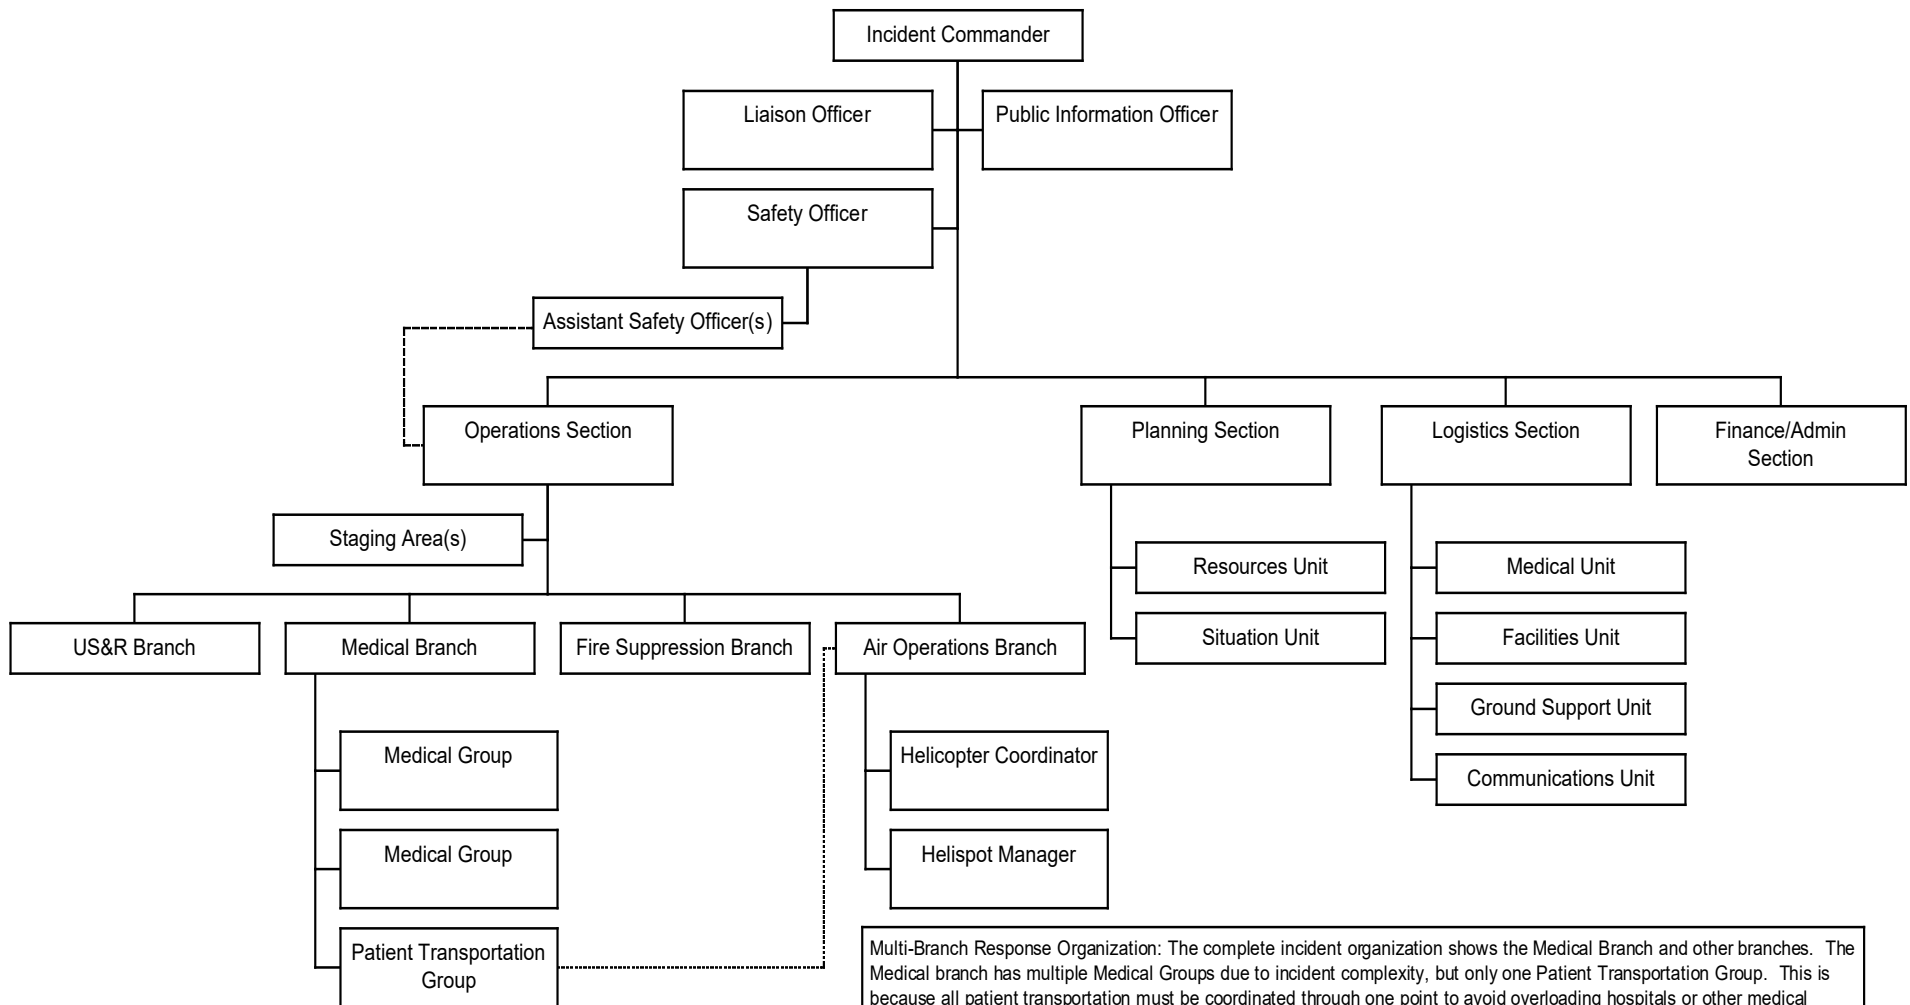 Incident Commander
Liaison Officer
Public Information Officer
Safety Officer
Assistant Safety Officer(s)
Operations Section
Planning Section
Logistics Section
Finance/Admin
Section
Staging Area(s)
Resources Unit
Medical Unit
Situation Unit
Facilities Unit
US&R Branch
Medical Branch
Fire Suppression Branch
Air Operations Branch
Ground Support Unit
Communications Unit
Medical Group
Helicopter Coordinator
Medical Group
Helispot Manager
Patient Transportation
Group
Multi-Branch Response Organization: The complete incident organization shows the Medical Branch and other branches. The
Medical branch has multiple Medical Groups due to incident complexity, but only one Patient Transportation Group. This is
because all patient transportation must be coordinated through one point to avoid overloading hospitals or other medical